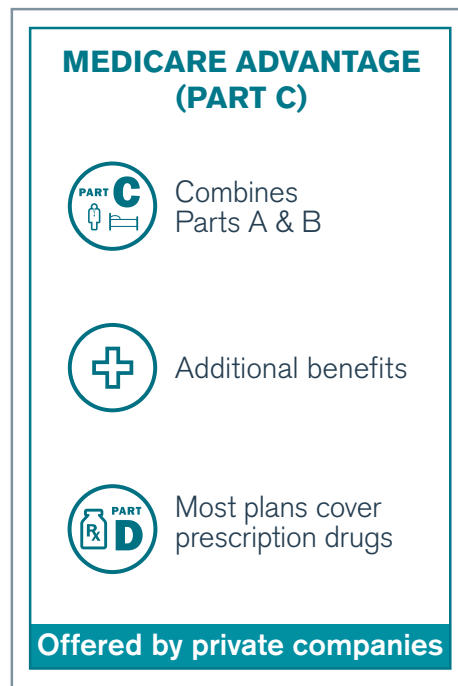 MEDICARE ADVANTAGE
(PART C)
PART C
Combines
Parts A & B
Additional benefits
PART
D
Rx
Most plans cover
prescription drugs
Offered by private companies